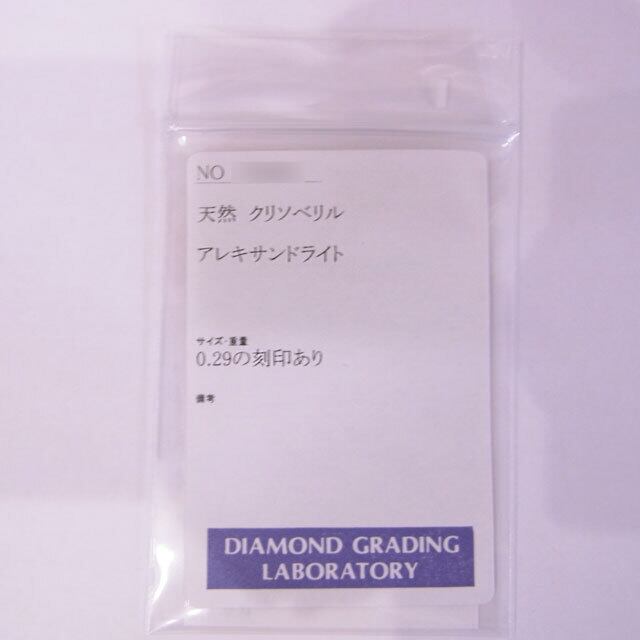 NO
天然 クリソベリル
アレキサンドライト
サイズ・重量
0.29の刻印あり
備考
DIAMOND GRADING
LABORATORY